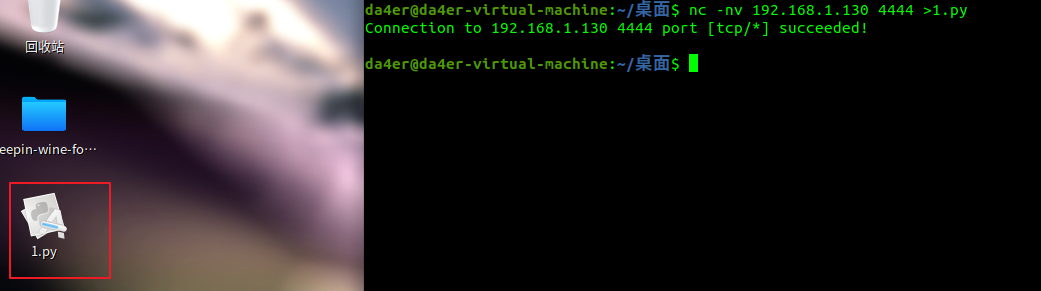 回收站
eepin-wine-fo…
1.py
da4er@da4er-virtual-machine:~/桌面$ nc -nv 192.168.1.130 4444 >1.py
Connection to 192.168.1.130 4444 port [tcp/*] succeeded!
da4er@da4er-virtual-machine:~/桌面$